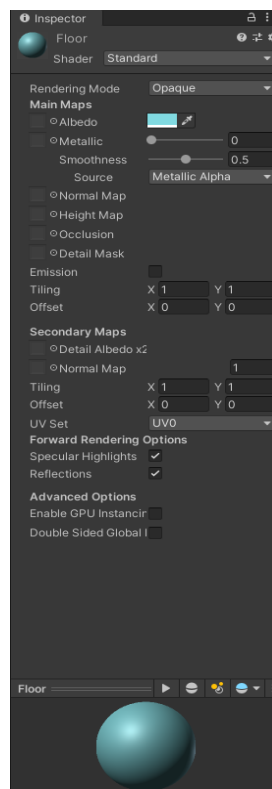 Inspector
Floor
Shader Standard
Rendering Mode Opaque
Main Maps
Albedo
Metallic 0
Smoothness 0.5
Source Metallic Alpha
Normal Map
Height Map
Occlusion
Detail Mask
Emission
Tiling X 1 Y 1
Offset X 0 Y 0
Secondary Maps
Detail Albedo x2
Normal Map 1
Tiling X 1 Y 1
Offset X 0 Y 0
UV Set UV0
Forward Rendering Options
Specular Highlights
Reflections
Advanced Options
Enable GPU Instancin
Double Sided Global I
Floor